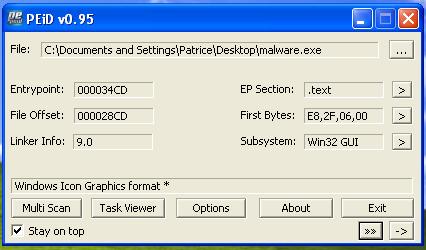 PEiD v0.95
File: C:\Documents and Settings\Patrice\Desktop\malware.exe ...
Entrypoint: 000034CD EP Section: .text >
File Offset: 000028CD First Bytes: E8,2F,06,00 >
Linker Info: 9.0 Subsystem: Win32 GUI >
Windows Icon Graphics format *
Multi Scan Task Viewer Options About Exit
Stay on top >> ->